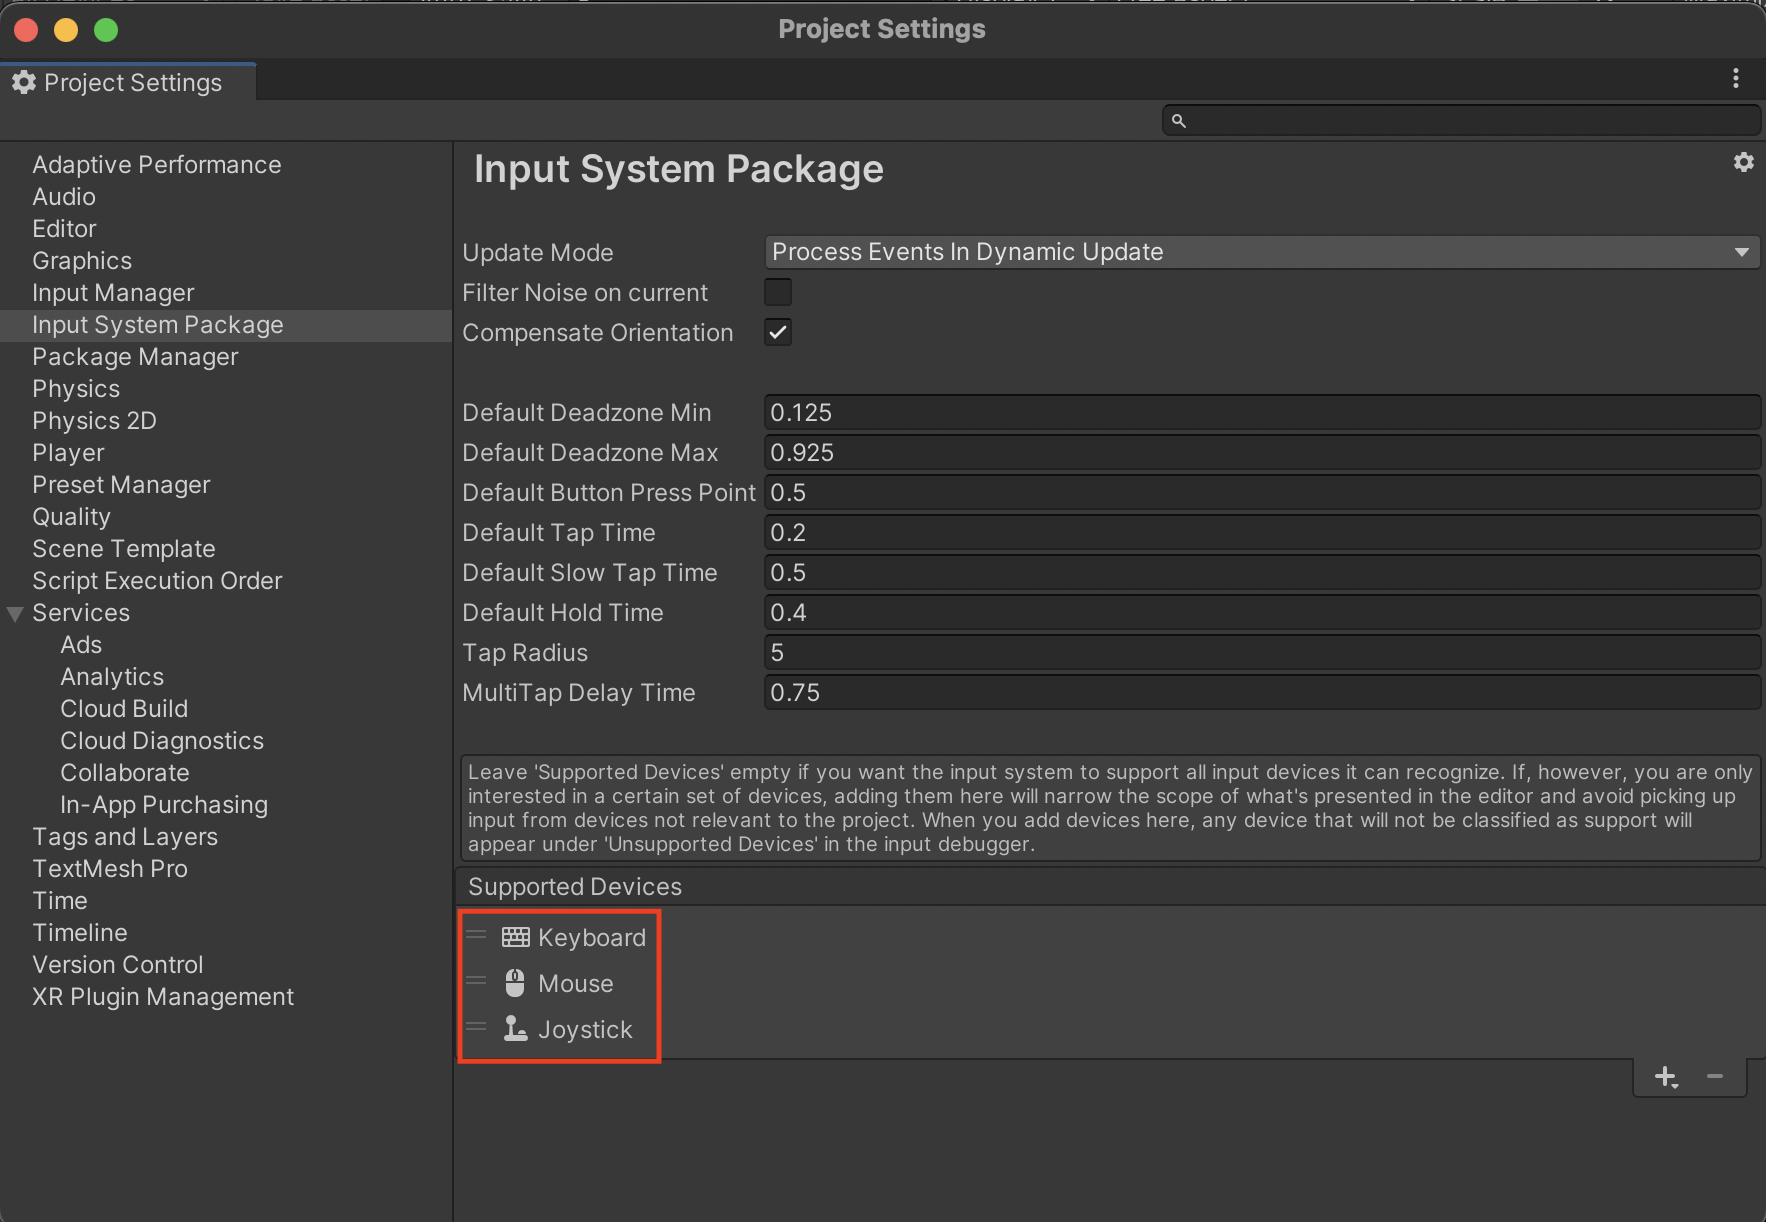 Project Settings
Project Settings
Adaptive Performance
Audio
Editor
Graphics
Input Manager
Input System Package
Package Manager
Physics
Physics 2D
Player
Preset Manager
Quality
Scene Template
Script Execution Order
Services
Ads
Analytics
Cloud Build
Cloud Diagnostics
Collaborate
In-App Purchasing
Tags and Layers
TextMesh Pro
Time
Timeline
Version Control
XR Plugin Management
Input System Package
Update Mode Process Events In Dynamic Update
Filter Noise on current
Compensate Orientation
Default Deadzone Min 0.125
Default Deadzone Max 0.925
Default Button Press Point 0.5
Default Tap Time 0.2
Default Slow Tap Time 0.5
Default Hold Time 0.4
Tap Radius 5
MultiTap Delay Time 0.75
Leave 'Supported Devices' empty if you want the input system to support all input devices it can recognize. If, however, you are only
interested in a certain set of devices, adding them here will narrow the scope of what's presented in the editor and avoid picking up
input from devices not relevant to the project. When you add devices here, any device that will not be classified as support will
appear under 'Unsupported Devices' in the input debugger.
Supported Devices
Keyboard
Mouse
Joystick